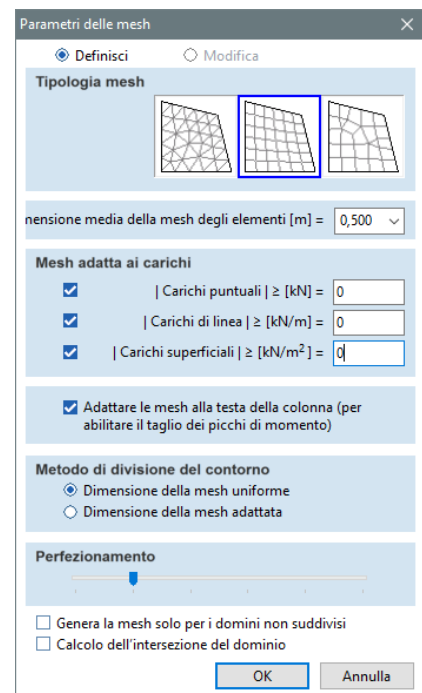 Parametri delle mesh
Definisci
Modifica
Tipologia mesh
nensione media della mesh degli elementi [m] = 0,500
Mesh adatta ai carichi
| Carichi puntuali | ≥ [kN] = 0
| Carichi di linea | ≥ [kN/m] = 0
| Carichi superficiali | ≥ [kN/m²] = 0
Adattare le mesh alla testa della colonna (per
abilitare il taglio dei picchi di momento)
Metodo di divisione del contorno
Dimensione della mesh uniforme
Dimensione della mesh adattata
Perfezionamento
Genera la mesh solo per i domini non suddivisi
Calcolo dell'intersezione del dominio
OK
Annulla